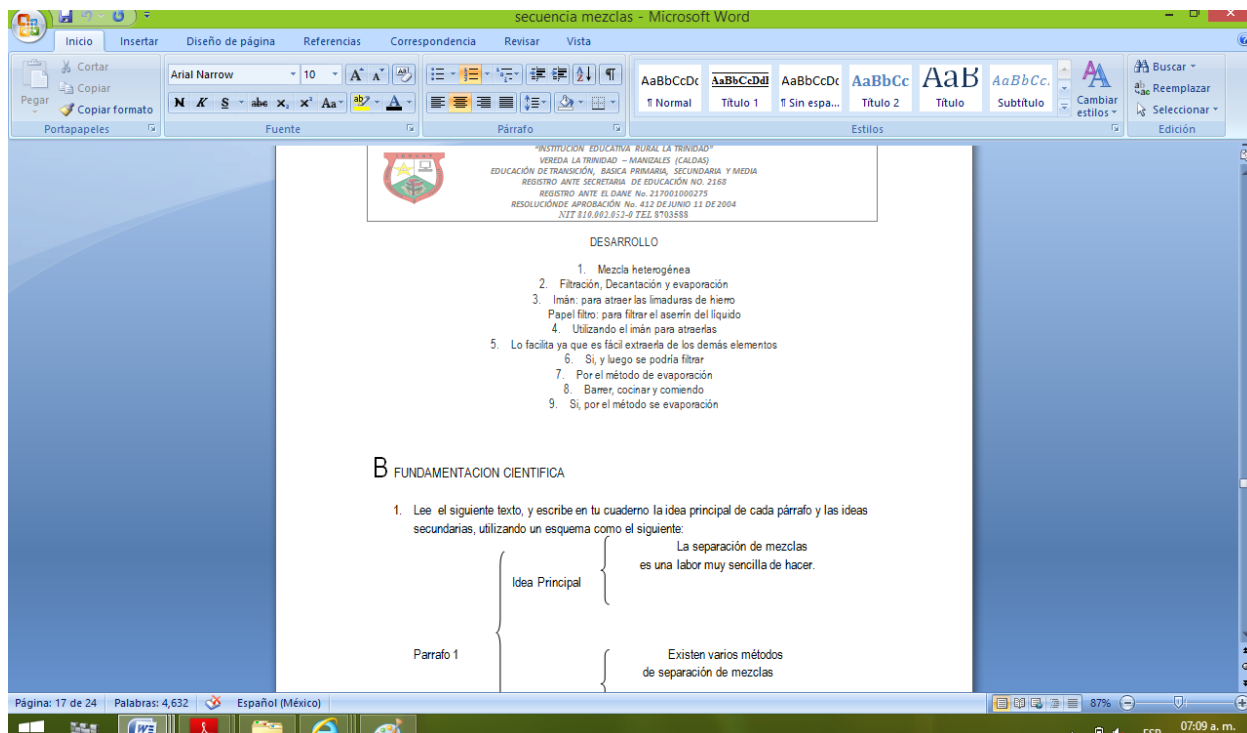 secuencia mezclas - Microsoft Word
Inicio Insertar Diseño de página Referencias Correspondencia Revisar Vista
Cortar
Copiar
Pegar
Copiar formato
Portapapeles
Arial Narrow 10
Fuente
Párrafo
AaBbCcDc AaBbCcDdI AaBbCcDc AaBbCc AaB AaBbCc.
¶ Normal Título 1 ¶ Sin espa... Título 2 Título Subtítulo
Cambiar estilos
Estilos
Buscar
Reemplazar
Seleccionar
Edición
"INSTITUCION EDUCATIVA RURAL LA TRINIDAD"
VEREDA LA TRINIDAD – MANIZALES (CALDAS)
EDUCACIÓN DE TRANSICIÓN, BASICA PRIMARIA, SECUNDARIA Y MEDIA
REGISTRO ANTE SECRETARIA DE EDUCACIÓN NO. 2168
REGISTRO ANTE EL DANE No. 217001000275
RESOLUCIÓNDE APROBACIÓN No. 412 DE JUNIO 11 DE 2004
NIT 810.002.052-0 TEL 8703588
DESARROLLO
1. Mezcla heterogénea
2. Filtración, Decantación y evaporación
3. Imán: para atraer las limaduras de hierro
Papel filtro: para filtrar el aserrín del líquido
4. Utilizando el imán para atraerlas
5. Lo facilita ya que es fácil extraerla de los demás elementos
6. Si, y luego se podría filtrar
7. Por el método de evaporación
8. Barrer, cocinar y comiendo
9. Si, por el método se evaporación
B FUNDAMENTACION CIENTIFICA
1. Lee el siguiente texto, y escribe en tu cuaderno la idea principal de cada párrafo y las ideas
secundarias, utilizando un esquema como el siguiente:
La separación de mezclas
es una labor muy sencilla de hacer.
Idea Principal
Parrafo 1
Existen varios métodos
de separación de mezclas
Página: 17 de 24 Palabras: 4,632 Español (México) 87%
ESP 07:09 a. m.